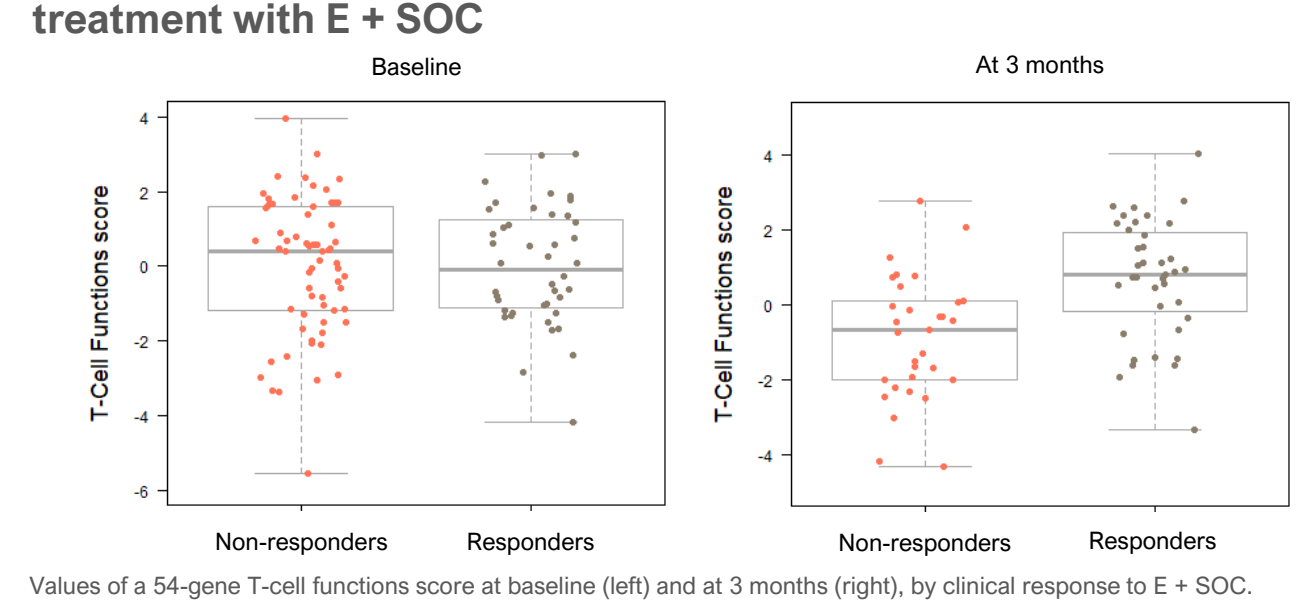 treatment with E + SOC
Baseline
At 3 months
T-Cell Functions score
4
2
0
-2
-4
-6
Non-responders
Responders
T-Cell Functions score
4
2
0
-2
-4
Non-responders
Responders
Values of a 54-gene T-cell functions score at baseline (left) and at 3 months (right), by clinical response to E + SOC.